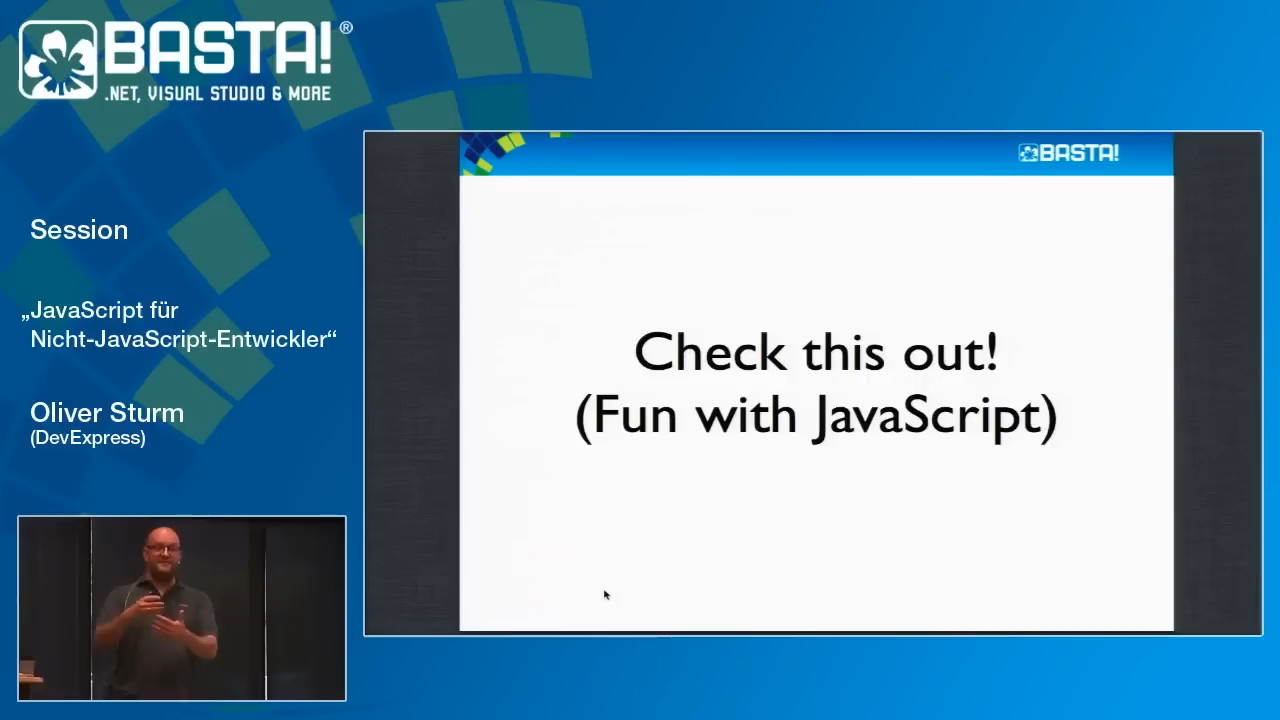 BASTA!®
.NET, VISUAL STUDIO & MORE
Session
„JavaScript für
Nicht-JavaScript-Entwickler“
Oliver Sturm
(DevExpress)
BASTA!
Check this out!
(Fun with JavaScript)